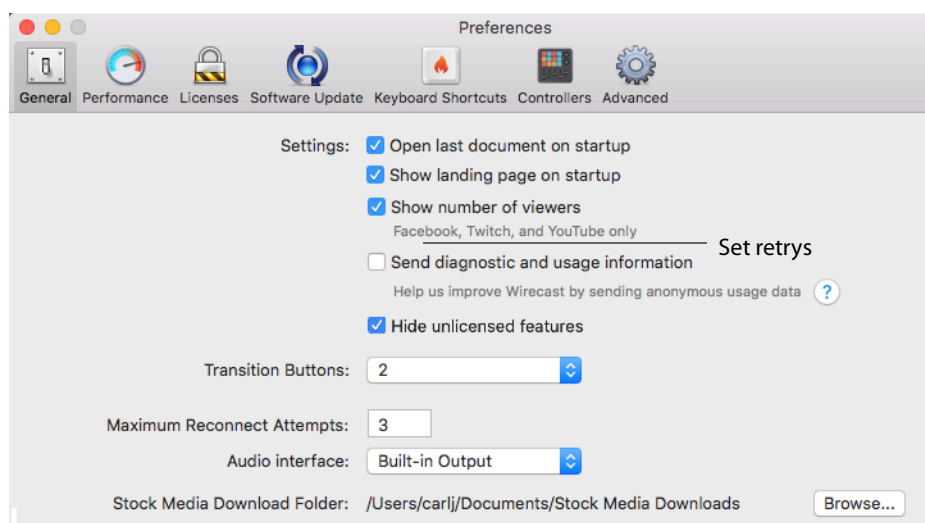 Preferences
General Performance Licenses Software Update Keyboard Shortcuts Controllers Advanced
Settings: Open last document on startup
Show landing page on startup
Show number of viewers
Facebook, Twitch, and YouTube only
Set retrys
Send diagnostic and usage information
Help us improve Wirecast by sending anonymous usage data ?
Hide unlicensed features
Transition Buttons: 2
Maximum Reconnect Attempts: 3
Audio interface: Built-in Output
Stock Media Download Folder: /Users/carlj/Documents/Stock Media Downloads Browse...